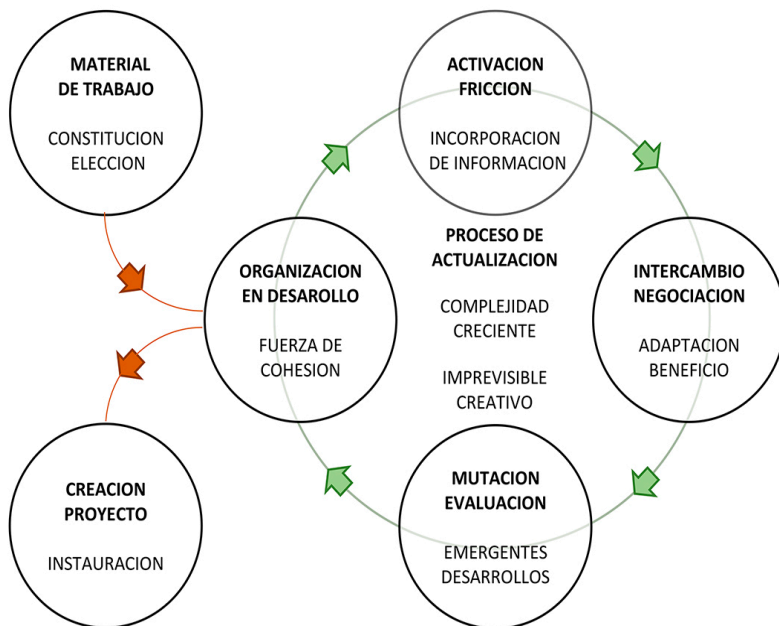 MATERIAL
DE TRABAJO
CONSTITUCION
ELECCION
ACTIVACION
FRICCION
INCORPORACION
DE INFORMACION
PROCESO DE
ACTUALIZACION
COMPLEJIDAD
CRECIENTE
IMPREVISIBLE
CREATIVO
ORGANIZACION
EN DESAROLLO
FUERZA DE
COHESION
INTERCAMBIO
NEGOCIACION
ADAPTACION
BENEFICIO
CREACION
PROYECTO
INSTAURACION
MUTACION
EVALUACION
EMERGENTES
DESARROLLOS